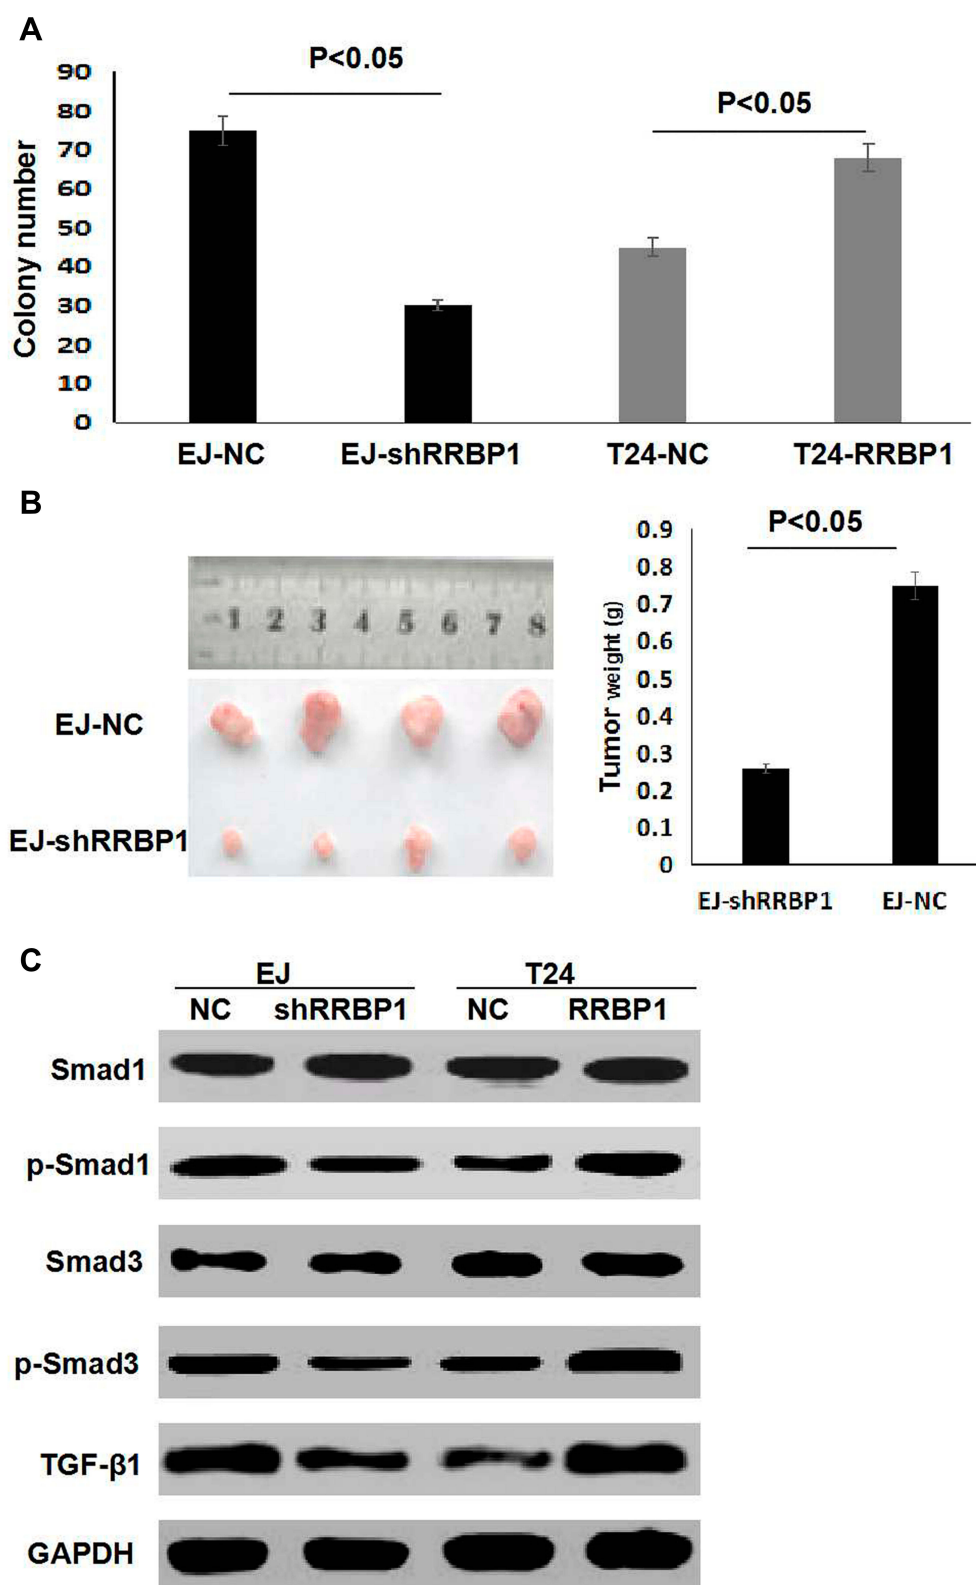 A
P<0.05
P<0.05
Colony number
90
80
70
60
50
40
30
20
10
0
EJ-NC EJ-shRRBP1 T24-NC T24-RRBP1
B
1 2 3 4 5 6 7 8
EJ-NC
EJ-shRRBP1
P<0.05
Tumor weight (g)
0.9
0.8
0.7
0.6
0.5
0.4
0.3
0.2
0.1
0
EJ-shRRBP1 EJ-NC
C
EJ T24
NC shRRBP1 NC RRBP1
Smad1
p-Smad1
Smad3
p-Smad3
TGF-β1
GAPDH